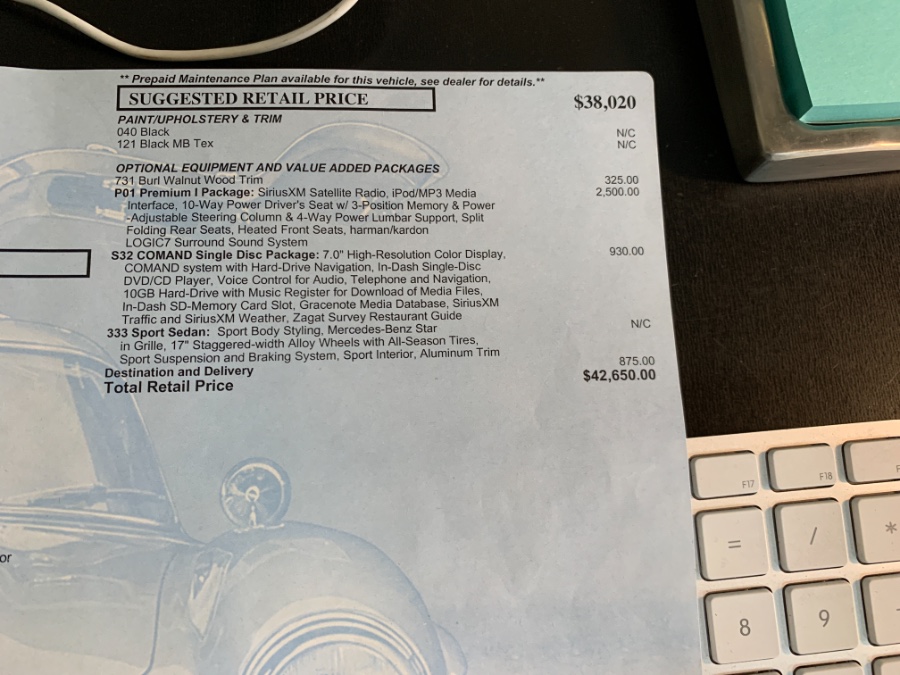 ** Prepaid Maintenance Plan available for this vehicle, see dealer for details.**
SUGGESTED RETAIL PRICE $38,020
PAINT/UPHOLSTERY & TRIM
040 Black N/C
121 Black MB Tex N/C
OPTIONAL EQUIPMENT AND VALUE ADDED PACKAGES
731 Burl Walnut Wood Trim 325.00
P01 Premium I Package: SiriusXM Satellite Radio, iPod/MP3 Media 2,500.00
Interface, 10-Way Power Driver's Seat w/ 3-Position Memory & Power
-Adjustable Steering Column & 4-Way Power Lumbar Support, Split
Folding Rear Seats, Heated Front Seats, harman/kardon
LOGIC7 Surround Sound System
S32 COMAND Single Disc Package: 7.0" High-Resolution Color Display, 930.00
COMAND system with Hard-Drive Navigation, In-Dash Single-Disc
DVD/CD Player, Voice Control for Audio, Telephone and Navigation,
10GB Hard-Drive with Music Register for Download of Media Files,
In-Dash SD-Memory Card Slot, Gracenote Media Database, SiriusXM
Traffic and SiriusXM Weather, Zagat Survey Restaurant Guide
333 Sport Sedan: Sport Body Styling, Mercedes-Benz Star N/C
in Grille, 17" Staggered-width Alloy Wheels with All-Season Tires,
Sport Suspension and Braking System, Sport Interior, Aluminum Trim
Destination and Delivery 875.00
Total Retail Price $42,650.00
or
F17 F18 F
= / *
8 9